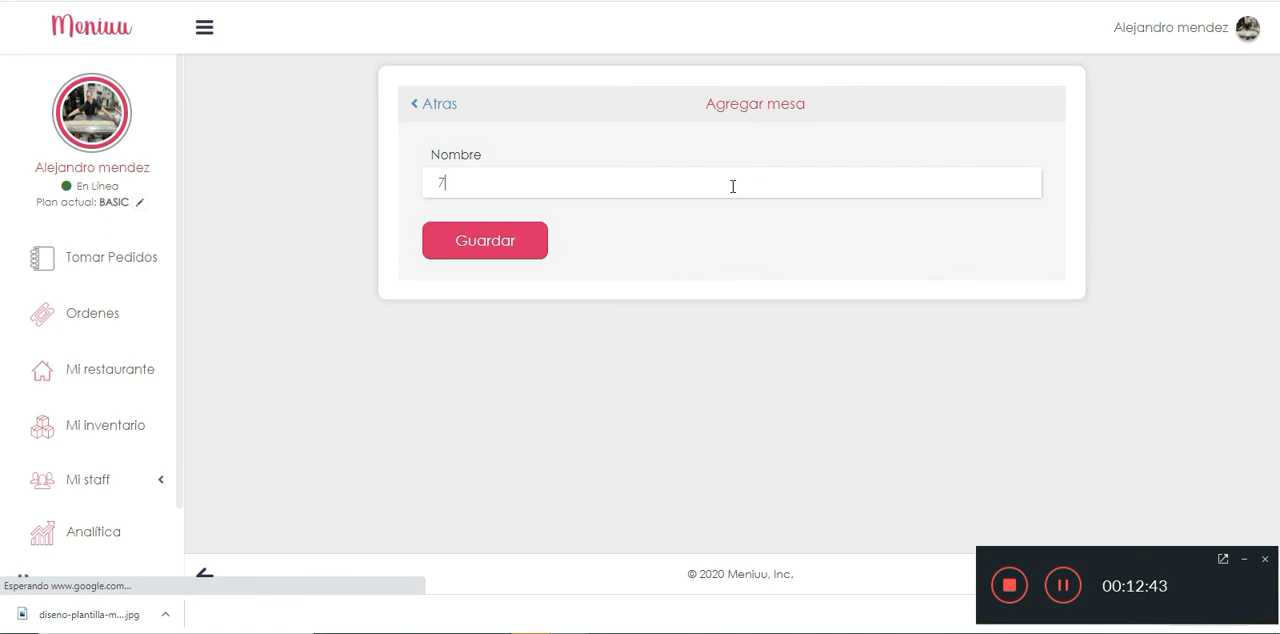 Meniuu
Alejandro mendez
Alejandro mendez
En Línea
Plan actual: BASIC
Tomar Pedidos
Ordenes
Mi restaurante
Mi inventario
Mi staff
Analítica
Atras
Agregar mesa
Nombre
7
Guardar
© 2020 Meniuu, Inc.
Esperando www.google.com...
diseno-plantilla-m....jpg
00:12:43